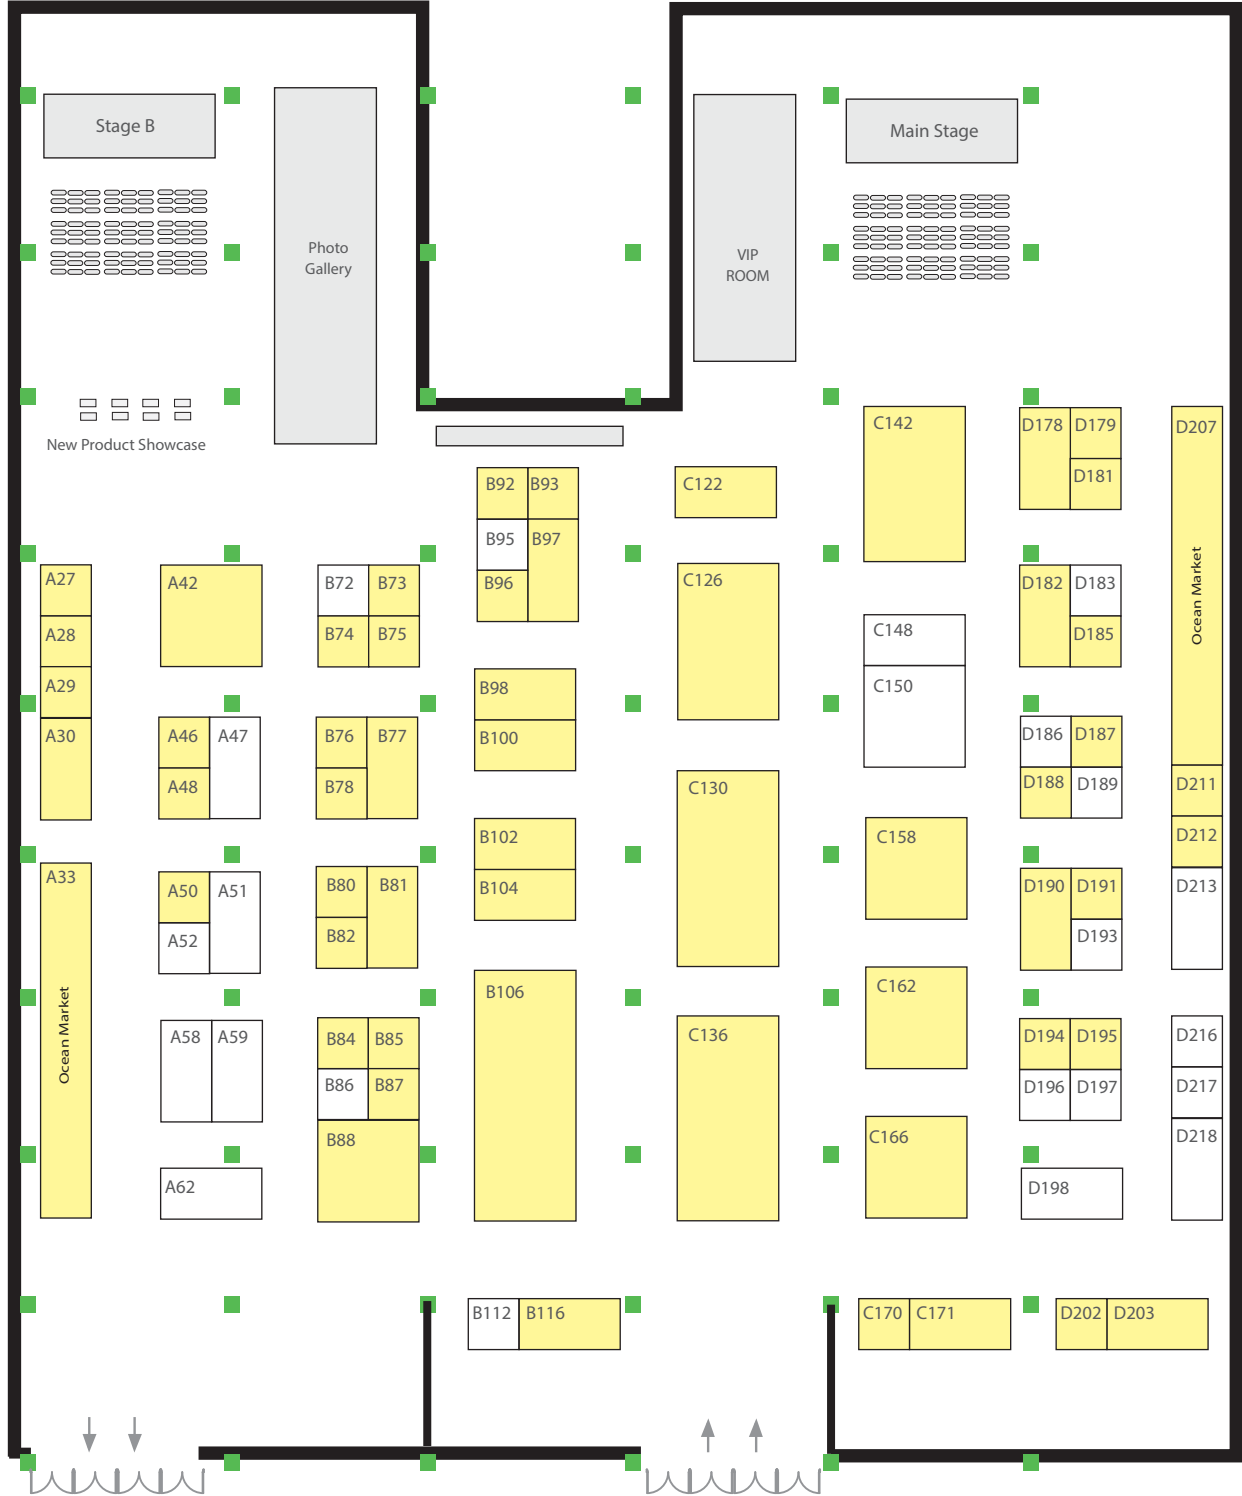 Stage B
Main Stage
Photo
Gallery
VIP
ROOM
New Product Showcase
C142
D178
D179
D207
D181
B92
B93
C122
B95
B97
B96
A27
A42
B72
B73
C126
D182
D183
Ocean Market
A28
B74
B75
C148
D185
A29
B98
C150
A30
A46
A47
B76
B77
B100
D186
D187
A48
B78
C130
D188
D189
D211
B102
C158
D212
A33
A50
A51
B80
B81
B104
D190
D191
D213
A52
B82
D193
B106
C162
Ocean Market
A58
A59
B84
B85
C136
D194
D195
D216
B86
B87
D196
D197
D217
B88
C166
D218
A62
D198
B112
B116
C170
C171
D202
D203